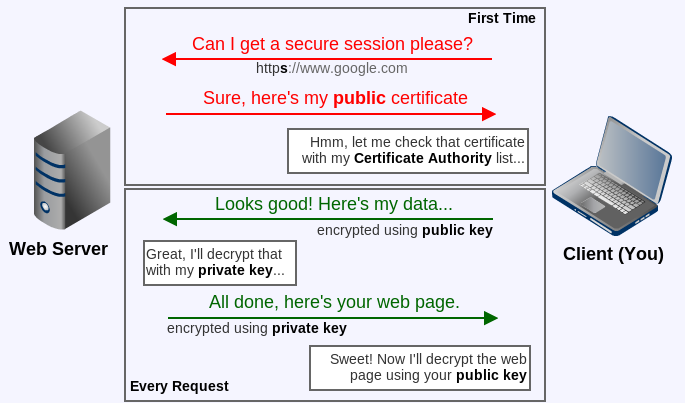 First Time
Can I get a secure session please?
https://www.google.com
Sure, here's my public certificate
Hmm, let me check that certificate
with my Certificate Authority list...
Looks good! Here's my data...
encrypted using public key
Web Server
Client (You)
Great, I'll decrypt that
with my private key...
All done, here's your web page.
encrypted using private key
Sweet! Now I'll decrypt the web
page using your public key
Every Request